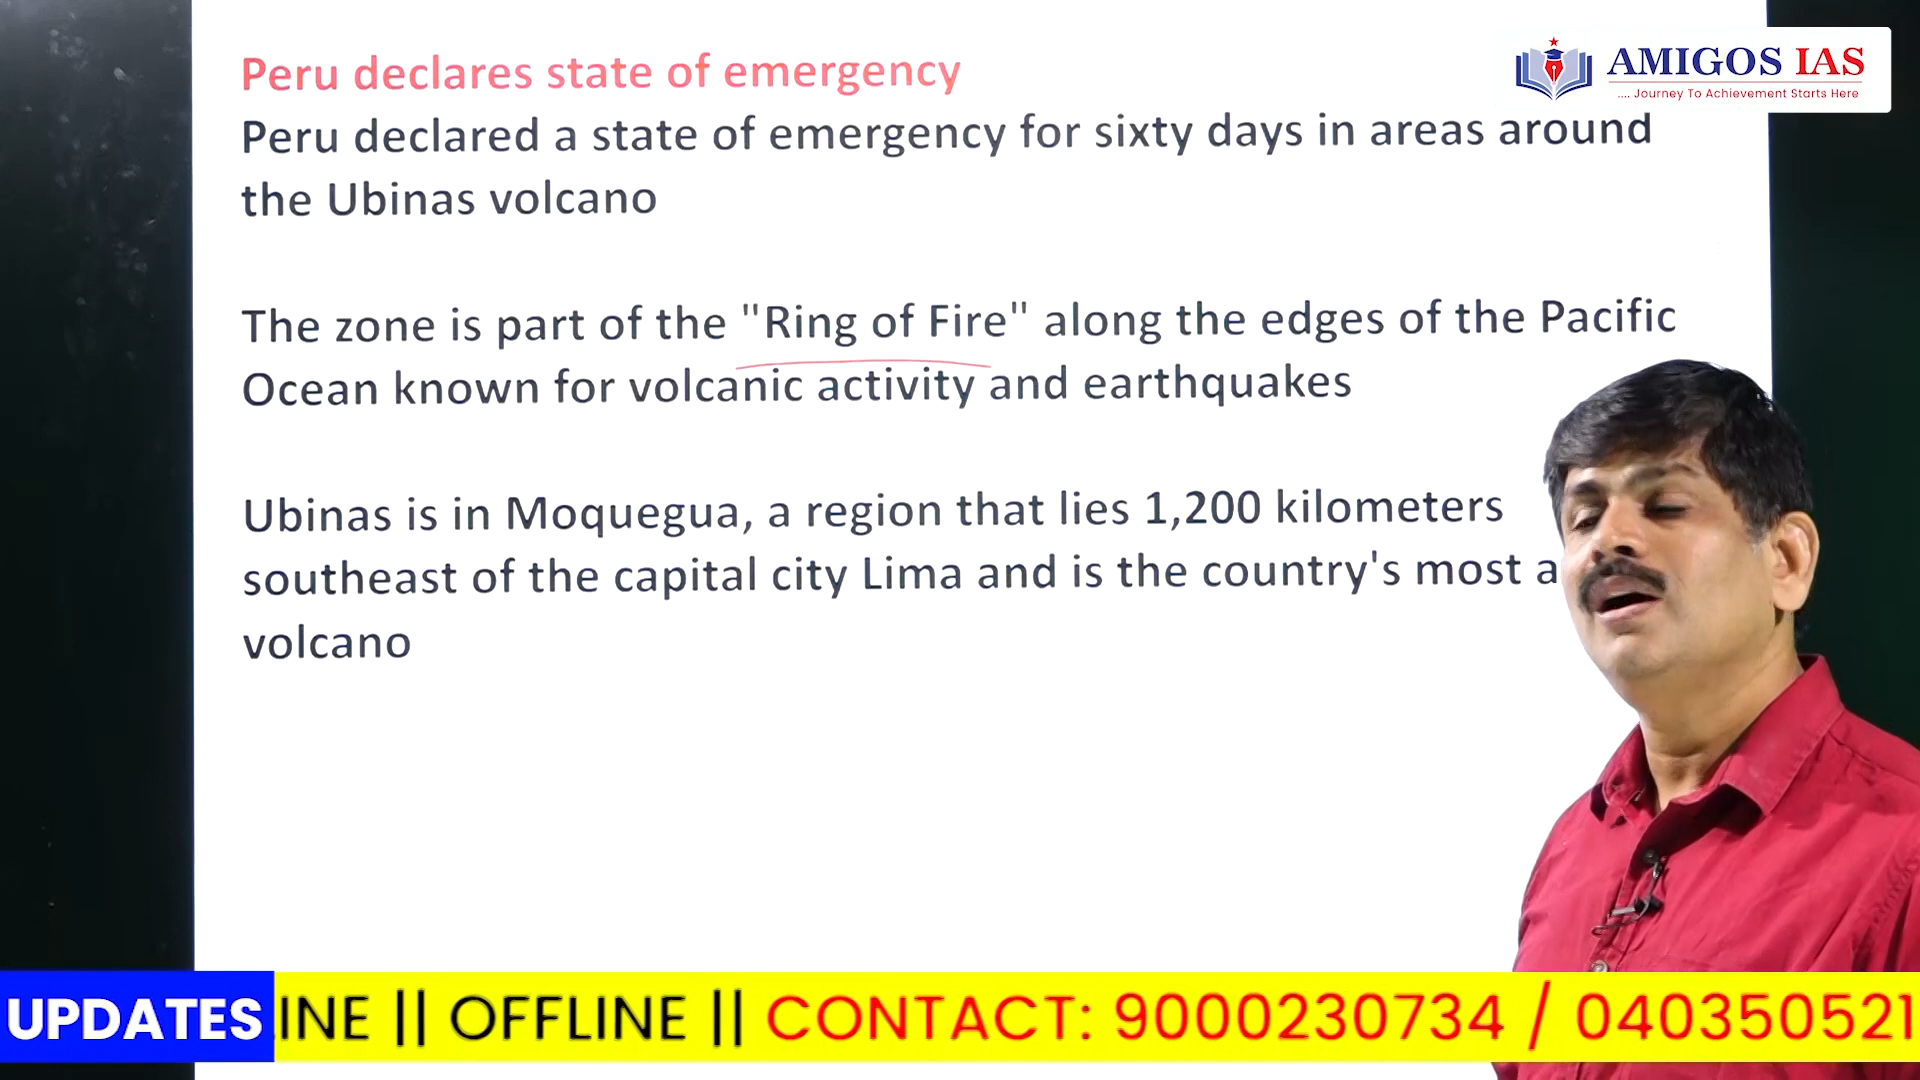 Peru declares state of emergency
Peru declared a state of emergency for sixty days in areas around
the Ubinas volcano
The zone is part of the "Ring of Fire" along the edges of the Pacific
Ocean known for volcanic activity and earthquakes
Ubinas is in Moquegua, a region that lies 1,200 kilometers
southeast of the capital city Lima and is the country's most a
volcano
AMIGOS IAS
.... Journey To Achievement Starts Here
UPDATES
INE || OFFLINE || CONTACT: 9000230734 / 040350521